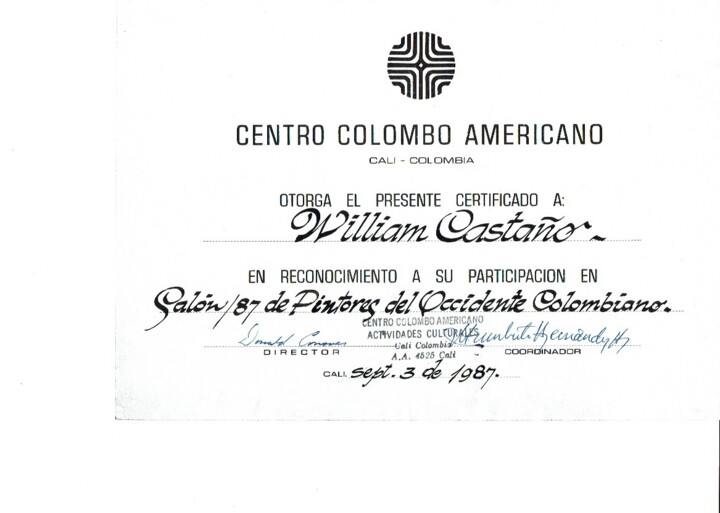 CENTRO COLOMBO AMERICANO
CALI - COLOMBIA
OTORGA EL PRESENTE CERTIFICADO A:
William Castaño
EN RECONOCIMIENTO A SU PARTICIPACION EN
Salón/87 de Pintores del Occidente Colombiano.
CENTRO COLOMBO AMERICANO
ACTIVIDADES CULTURALES
Cali Colombia
A.A. 4525 Cali
DIRECTOR
COORDINADOR
CALI, sept. 3 de 1987.